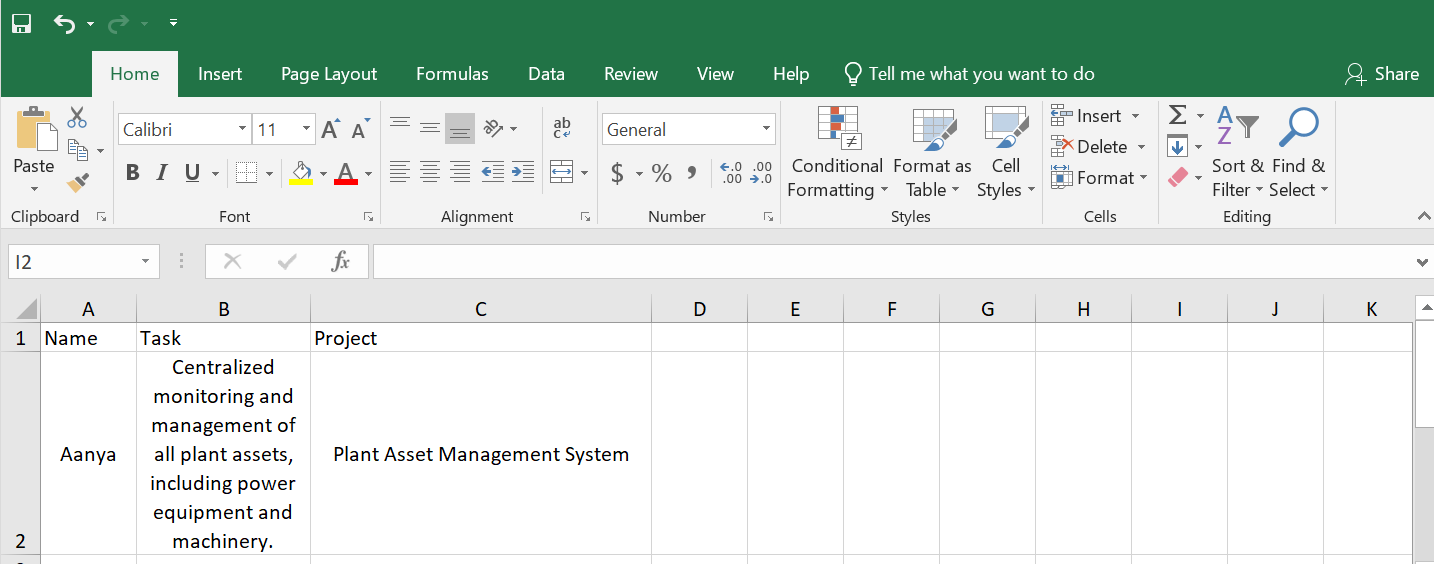 Home Insert Page Layout Formulas Data Review View Help Tell me what you want to do Share
Calibri 11 General
Paste
Conditional Formatting
Format as Table
Cell Styles
Insert
Delete
Format
Sort & Filter
Find & Select
Clipboard Font Alignment Number Styles Cells Editing
I2 fx
A B C D E F G H I J K
1 Name Task Project
2
Aanya
Centralized
monitoring and
management of
all plant assets,
including power
equipment and
machinery.
Plant Asset Management System